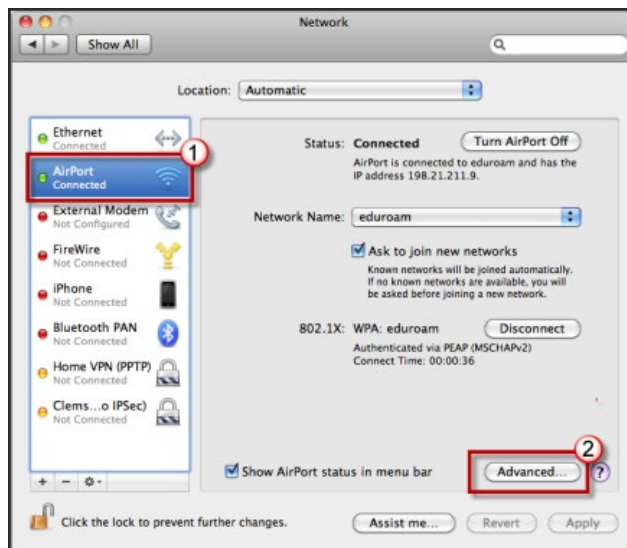 Network
Show All
Location: Automatic
Ethernet
Connected
1
AirPort
Connected
External Modem
Not Configured
FireWire
Not Connected
iPhone
Not Connected
Bluetooth PAN
Not Connected
Home VPN (PPTP)
Not Connected
Clems...o IPSec)
Not Connected
Status: Connected Turn AirPort Off
AirPort is connected to eduroam and has the
IP address 198.21.211.9.
Network Name: eduroam
Ask to join new networks
Known networks will be joined automatically.
If no known networks are available, you will
be asked before joining a new network.
802.1X: WPA: eduroam Disconnect
Authenticated via PEAP (MSCHAPv2)
Connect Time: 00:00:36
2
Show AirPort status in menu bar Advanced... ?
+ −
Click the lock to prevent further changes. Assist me... Revert Apply